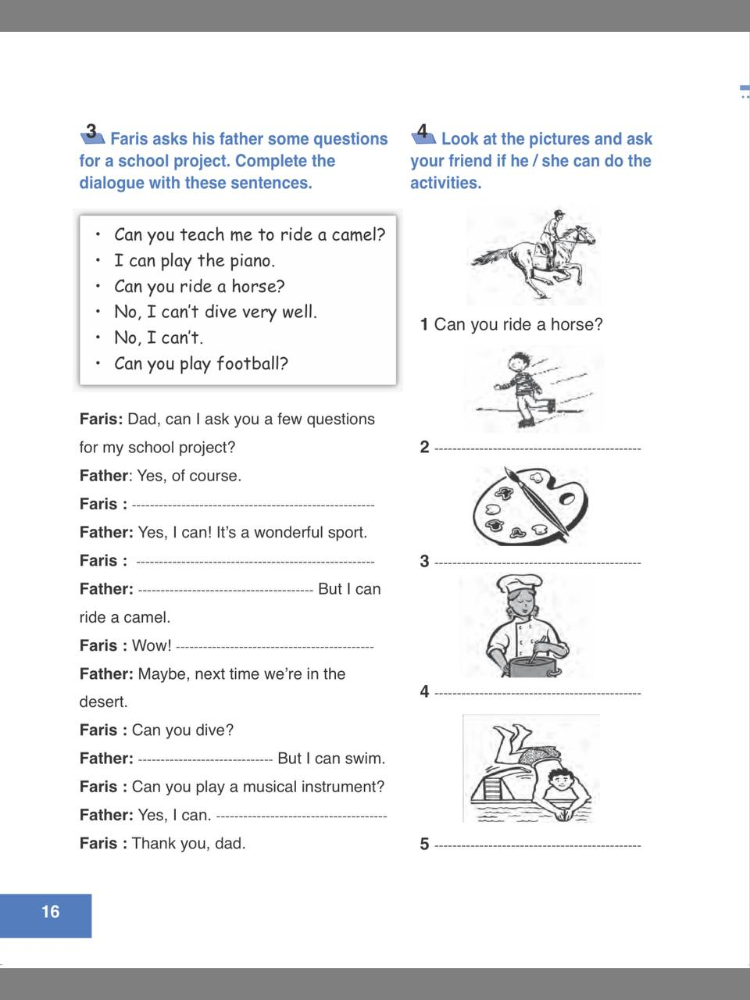 3 Faris asks his father some questions
for a school project. Complete the
dialogue with these sentences.
• Can you teach me to ride a camel?
• I can play the piano.
• Can you ride a horse?
• No, I can't dive very well.
• No, I can't.
• Can you play football?
Faris: Dad, can I ask you a few questions
for my school project?
Father: Yes, of course.
Faris : ------------------------------------------------------
Father: Yes, I can! It's a wonderful sport.
Faris : -----------------------------------------------------
Father: --------------------------------------- But I can
ride a camel.
Faris : Wow! --------------------------------------------
Father: Maybe, next time we're in the
desert.
Faris : Can you dive?
Father: ------------------------------ But I can swim.
Faris : Can you play a musical instrument?
Father: Yes, I can. --------------------------------------
Faris : Thank you, dad.
4 Look at the pictures and ask
your friend if he / she can do the
activities.
1 Can you ride a horse?
2 ----------------------------------------------
3 ----------------------------------------------
4 ----------------------------------------------
5 ----------------------------------------------
16